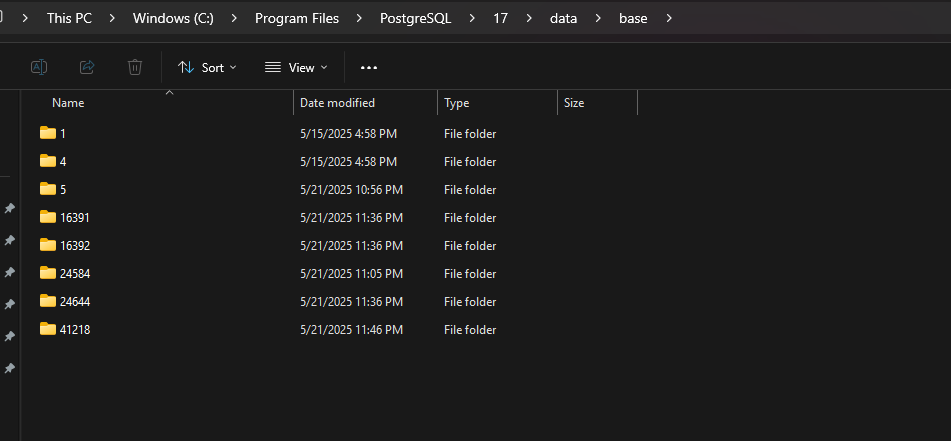 This PC > Windows (C:) > Program Files > PostgreSQL > 17 > data > base >
Sort View
Name Date modified Type Size
1 5/15/2025 4:58 PM File folder
4 5/15/2025 4:58 PM File folder
5 5/21/2025 10:56 PM File folder
16391 5/21/2025 11:36 PM File folder
16392 5/21/2025 11:36 PM File folder
24584 5/21/2025 11:05 PM File folder
24644 5/21/2025 11:36 PM File folder
41218 5/21/2025 11:46 PM File folder